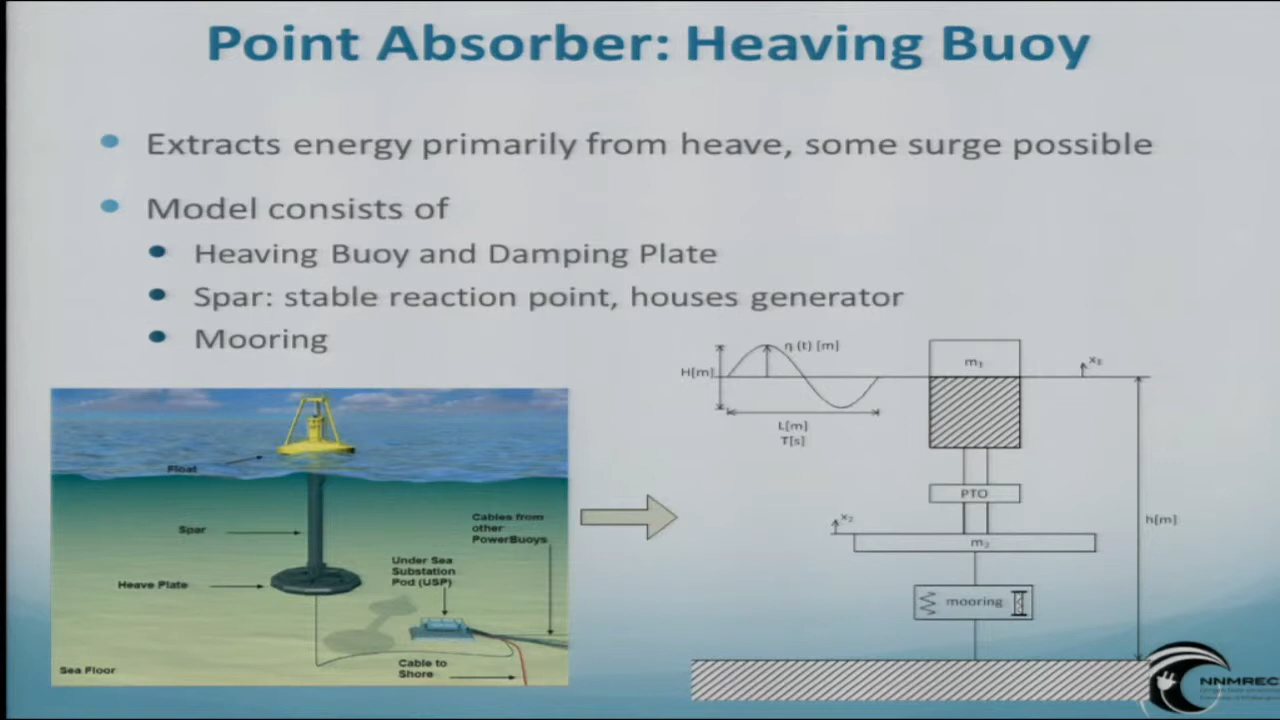 Point Absorber: Heaving Buoy
Extracts energy primarily from heave, some surge possible
Model consists of
Heaving Buoy and Damping Plate
Spar: stable reaction point, houses generator
Mooring
Float
Spar
Heave Plate
Cables from
other
PowerBuoys
Under Sea
Substation
Pod (USP)
Cable to
Shore
Sea Floor
η (t) [m]
H[m]
L[m]
T[s]
m₁
x₁
PTO
x₂
m₂
h[m]
mooring
NNMREC